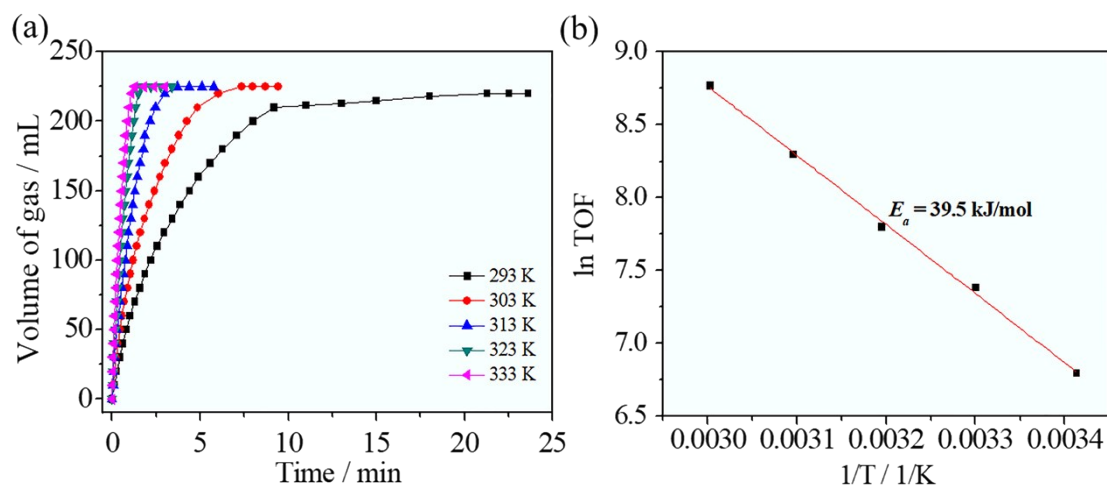 (a)
Volume of gas / mL
250
200
150
100
50
0
293 K
303 K
313 K
323 K
333 K
0 5 10 15 20 25
Time / min
(b)
ln TOF
9.0
8.5
8.0
7.5
7.0
6.5
Ea = 39.5 kJ/mol
0.0030 0.0031 0.0032 0.0033 0.0034
1/T / 1/K